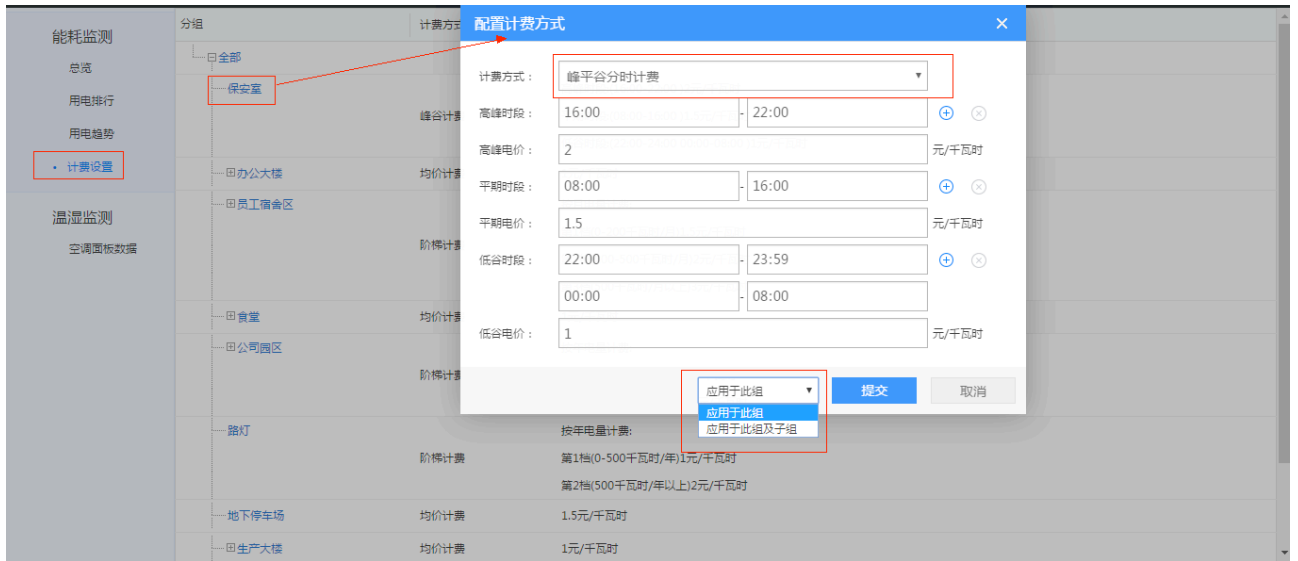 能耗监测
总览
用电排行
用电趋势
• 计费设置
温湿监测
空调面板数据
分组
计费方式
全部
保安室
峰谷计费
办公大楼
均价计费
员工宿舍区
阶梯计费
食堂
均价计费
公司园区
阶梯计费
路灯
阶梯计费
按年电量计费:
第1档(0-500千瓦时/年)1元/千瓦时
第2档(500千瓦时/年以上)2元/千瓦时
地下停车场 均价计费 1.5元/千瓦时
生产大楼 均价计费 1元/千瓦时
配置计费方式 ×
计费方式: 峰平谷分时计费
高峰时段: 16:00 - 22:00
高峰电价: 2 元/千瓦时
平期时段: 08:00 - 16:00
平期电价: 1.5 元/千瓦时
低谷时段: 22:00 - 23:59
00:00 - 08:00
低谷电价: 1 元/千瓦时
应用于此组 提交 取消
应用于此组
应用于此组及子组